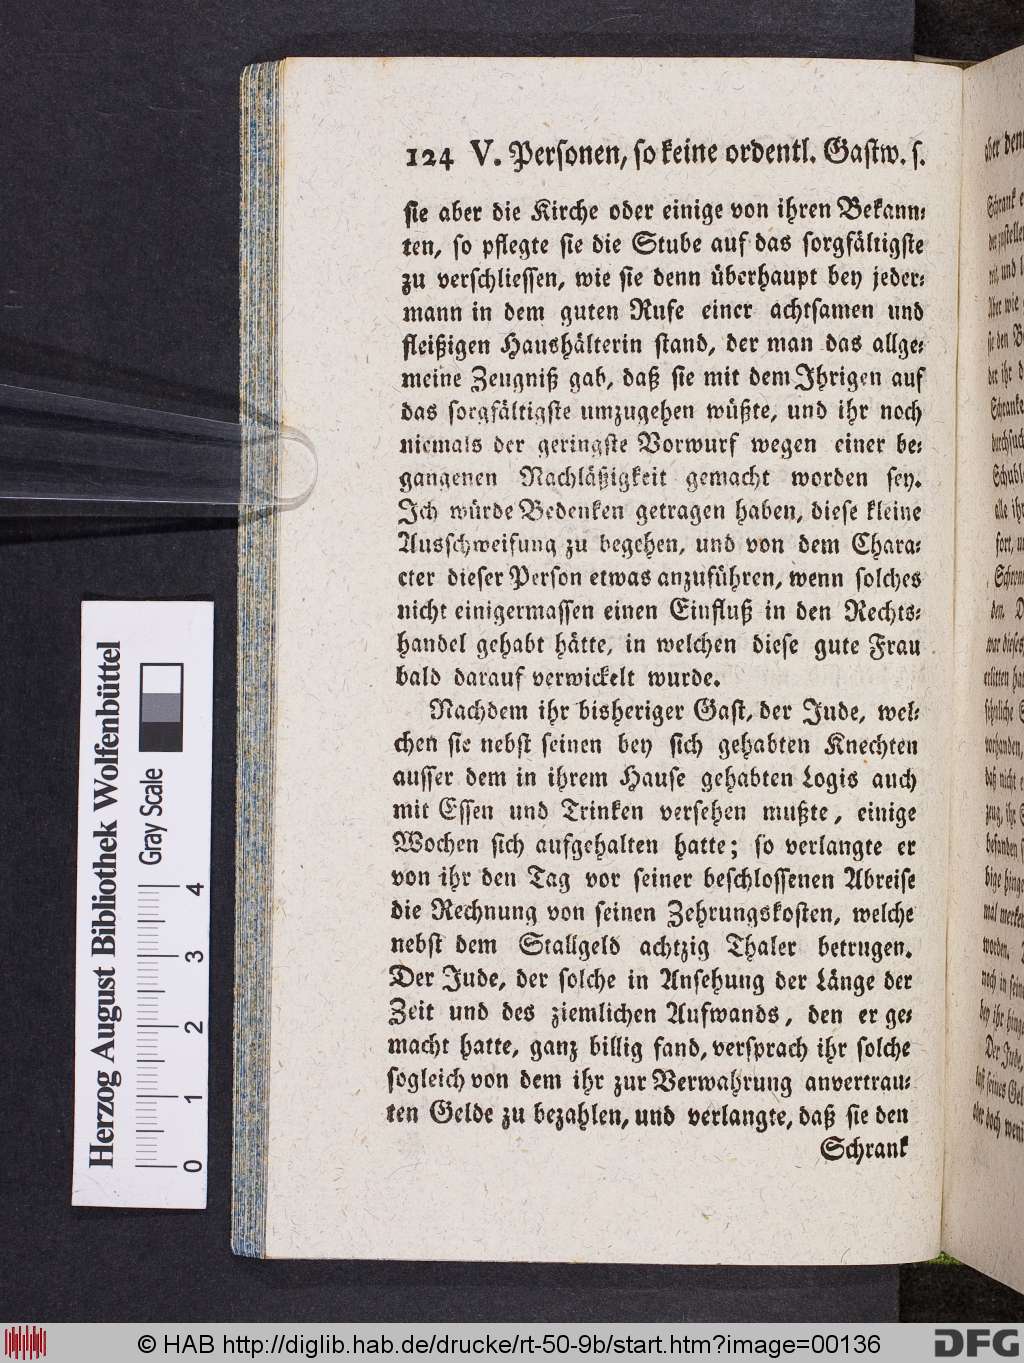 124 V. Personen, so keine ordentl. Gastw. s.
sie aber die Kirche oder einige von ihren Bekann⸗
ten, so pflegte sie die Stube auf das sorgfältigste
zu verschliessen, wie sie denn überhaupt bey jeder⸗
mann in dem guten Rufe einer achtsamen und
fleißigen Haushälterin stand, der man das allge⸗
meine Zeugniß gab, daß sie mit dem Ihrigen auf
das sorgfältigste umzugehen wüßte, und ihr noch
niemals der geringste Vorwurf wegen einer be⸗
gangenen Nachläßigkeit gemacht worden sey.
Ich würde Bedenken getragen haben, diese kleine
Ausschweifung zu begehen, und von dem Chara⸗
cter dieser Person etwas anzuführen, wenn solches
nicht einigermassen einen Einfluß in den Rechts⸗
handel gehabt hätte, in welchen diese gute Frau
bald darauf verwickelt wurde.
Nachdem ihr bisheriger Gast, der Jude, wel⸗
chen sie nebst seinen bey sich gehabten Knechten
ausser dem in ihrem Hause gehabten Logis auch
mit Essen und Trinken versehen mußte, einige
Wochen sich aufgehalten hatte; so verlangte er
von ihr den Tag vor seiner beschlossenen Abreise
die Rechnung von seinen Zehrungskosten, welche
nebst dem Stallgeld achtzig Thaler betrugen.
Der Jude, der solche in Ansehung der Länge der
Zeit und des ziemlichen Aufwands, den er ge⸗
macht hatte, ganz billig fand, versprach ihr solche
sogleich von dem ihr zur Verwahrung anvertrau⸗
ten Gelde zu bezahlen, und verlangte, daß sie den
Schrank
Herzog August Bibliothek Wolfenbüttel
Gray Scale
0 1 2 3 4
© HAB http://diglib.hab.de/drucke/rt-50-9b/start.htm?image=00136
DFG